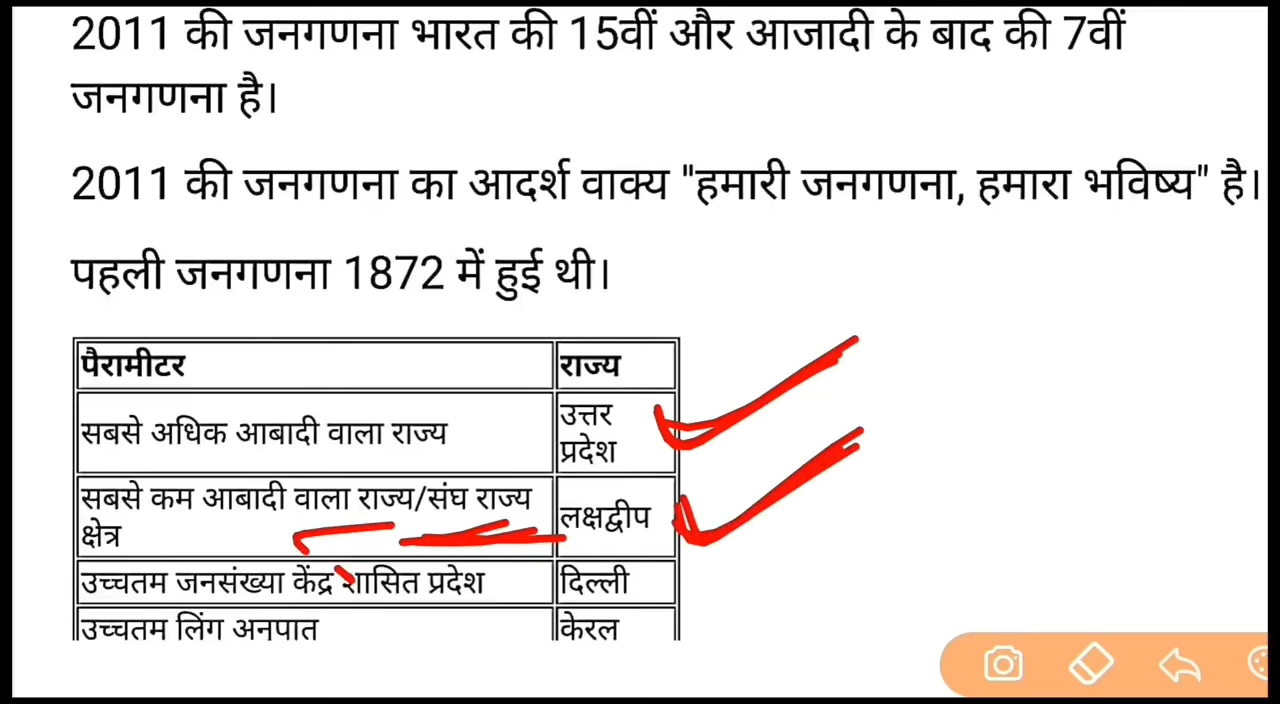 2011 की जनगणना भारत की 15वीं और आजादी के बाद की 7वीं
जनगणना है।
2011 की जनगणना का आदर्श वाक्य "हमारी जनगणना, हमारा भविष्य" है।
पहली जनगणना 1872 में हुई थी।
पैरामीटर राज्य
सबसे अधिक आबादी वाला राज्य उत्तर
प्रदेश
सबसे कम आबादी वाला राज्य/संघ राज्य
क्षेत्र लक्षद्वीप
उच्चतम जनसंख्या केंद्र शासित प्रदेश दिल्ली
उच्चतम लिंग अनपात केरल